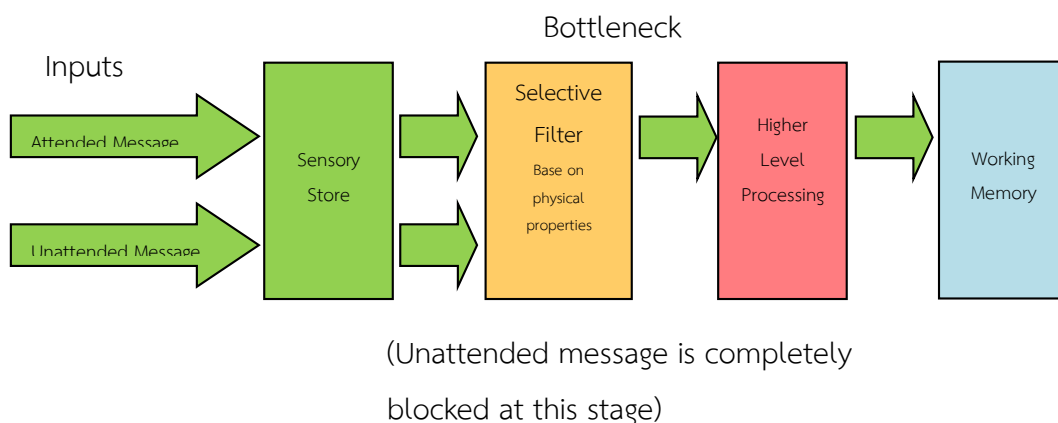 Bottleneck
Inputs
Attended Message
Unattended Message
Sensory
Store
Selective
Filter
Base on
physical
properties
Higher
Level
Processing
Working
Memory
(Unattended message is completely
blocked at this stage)